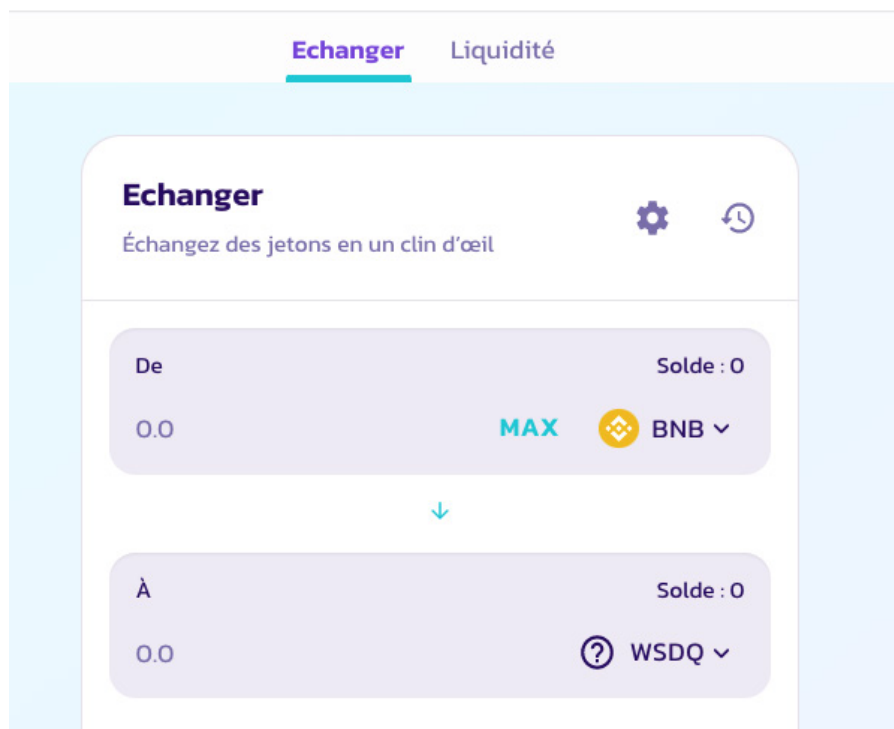 Echanger Liquidité
Echanger
Échangez des jetons en un clin d'œil
De Solde : 0
0.0 MAX BNB
À Solde : 0
0.0 WSDQ